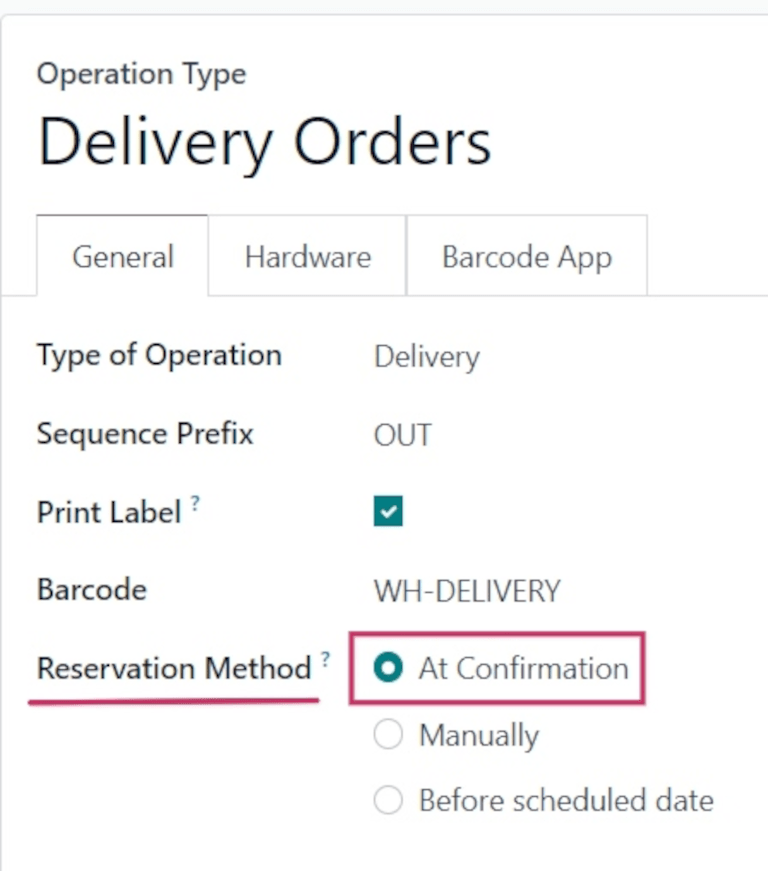 Operation Type
Delivery Orders
General Hardware Barcode App
Type of Operation Delivery
Sequence Prefix OUT
Print Label ?
Barcode WH-DELIVERY
Reservation Method ? At Confirmation
Manually
Before scheduled date